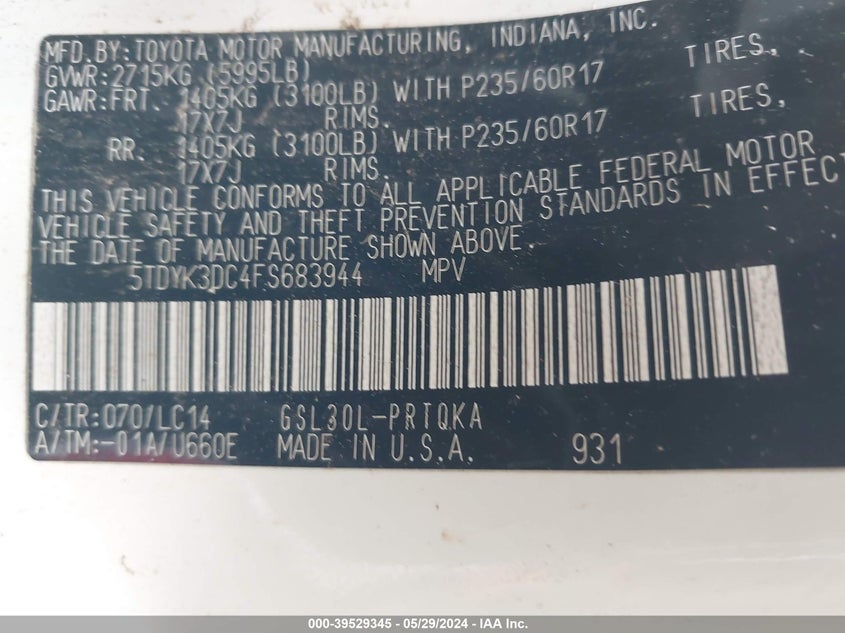 MFD. BY: TOYOTA MOTOR MANUFACTURING, INDIANA, INC.
GVWR: 2715KG (5995LB)
GAWR: FRT. 1405KG (3100LB) WITH P235/60R17 TIRES,
17X7J RIMS.
RR. 1405KG (3100LB) WITH P235/60R17 TIRES,
17X7J RIMS.
THIS VEHICLE CONFORMS TO ALL APPLICABLE FEDERAL MOTOR
VEHICLE SAFETY AND THEFT PREVENTION STANDARDS IN EFFECT
THE DATE OF MANUFACTURE SHOWN ABOVE.
5TDYK3DC4FS683944 MPV
C/TR: 070/LC14 GSL30L-PRTQKA
A/TM: -01A/U660E MADE IN U.S.A. 931
000-39529345 | 05/29/2024 - IAA Inc.